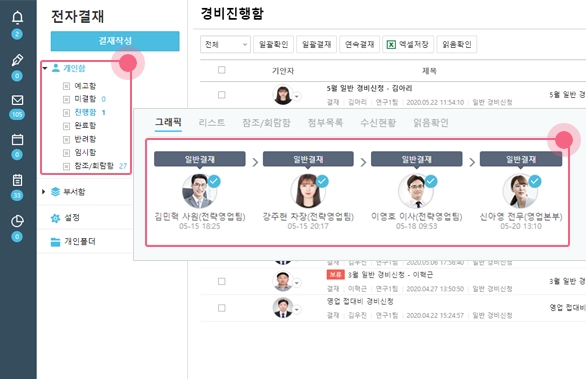 2
0
105
0
33
0
전자결재
결재작성
개인함
예고함
미결함 0
진행함 1
완료함
반려함
임시함
참조/회람함 27
부서함
설정
개인폴더
경비진행함
전체 일괄확인 일괄결재 연속결재 엑셀저장 읽음확인
기안자 제목
5월 일반 경비신청 - 김아리
결재 | 김아리 | 연구1팀 | 2020.05.22 11:54:10 | 일반 경비신청
5월 일반 경
그래픽 리스트 참조/회람함 첨부목록 수신현황 읽음확인
일반결재 일반결재 일반결재 일반결재
김민혁 사원(전략영업팀) 강주현 차장(전략영업팀) 이영호 이사(전략영업팀) 신아영 전무(영업본부)
05-15 18:25 05-15 20:17 05-18 09:53 05-20 13:10
결재 | 김우진 | 연구1팀 | 2020.05.06 17:56:40 | 일반 경비신청
보류 3월 일반 경비신청 - 이혁근
결재 | 이혁근 | 연구1팀 | 2020.04.27 13:50:50 | 일반 경비신청
3월 일반 경
영업 접대비 경비신청
결재 | 김우진 | 연구1팀 | 2020.04.22 15:24:57 | 일반 경비신청
영업 접대